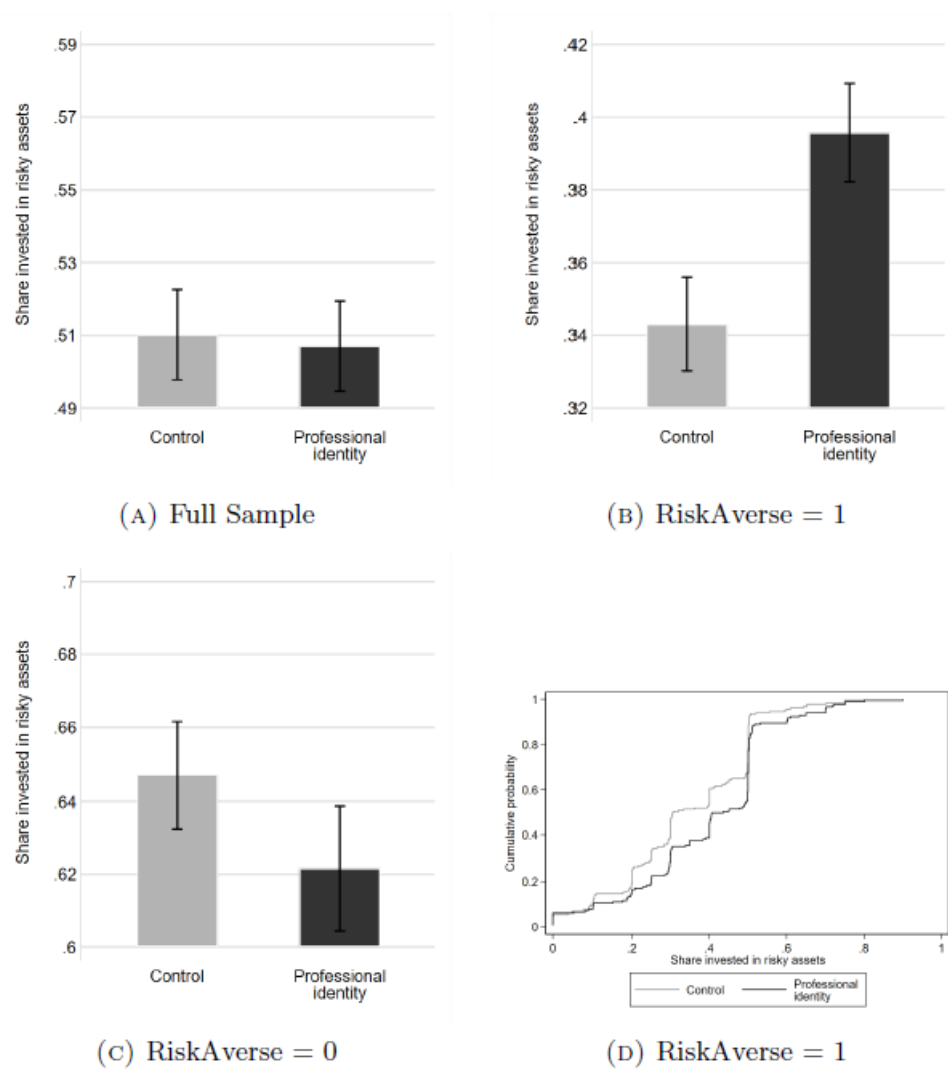 .59
.57
.55
.53
.51
.49
Share invested in risky assets
Control
Professional
identity
(A) Full Sample
.42
.4
.38
.36
.34
.32
Share invested in risky assets
Control
Professional
identity
(B) RiskAverse = 1
.7
.68
.66
.64
.62
.6
Share invested in risky assets
Control
Professional
identity
(C) RiskAverse = 0
1
0.8
0.6
0.4
0.2
0
Cumulative probability
0 .2 .4 .6 .8 1
Share invested in risky assets
Control
Professional
identity
(D) RiskAverse = 1